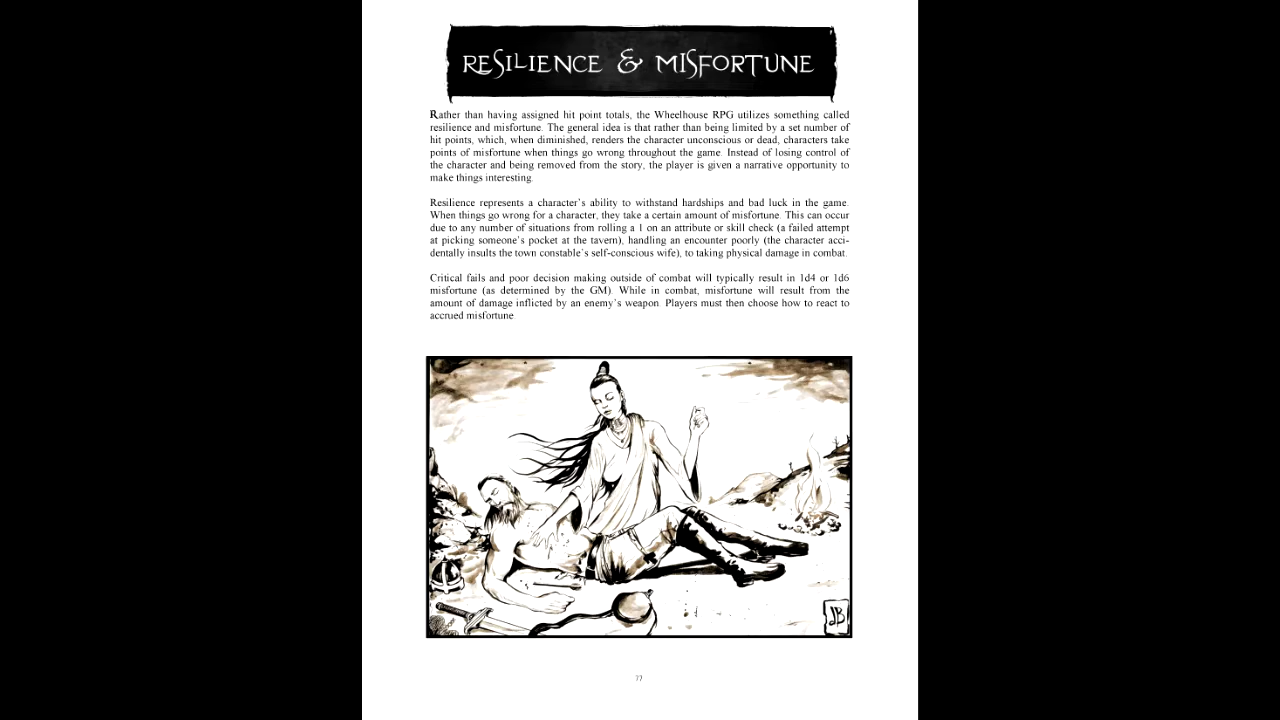 RESILIENCE & MISFORTUNE
Rather than having assigned hit point totals, the Wheelhouse RPG utilizes something called
resilience and misfortune. The general idea is that rather than being limited by a set number of
hit points, which, when diminished, renders the character unconscious or dead, characters take
points of misfortune when things go wrong throughout the game. Instead of losing control of
the character and being removed from the story, the player is given a narrative opportunity to
make things interesting.
Resilience represents a character's ability to withstand hardships and bad luck in the game.
When things go wrong for a character, they take a certain amount of misfortune. This can occur
due to any number of situations from rolling a 1 on an attribute or skill check (a failed attempt
at picking someone's pocket at the tavern), handling an encounter poorly (the character acci-
dentally insults the town constable's self-conscious wife), to taking physical damage in combat.
Critical fails and poor decision making outside of combat will typically result in 1d4 or 1d6
misfortune (as determined by the GM). While in combat, misfortune will result from the
amount of damage inflicted by an enemy's weapon. Players must then choose how to react to
accrued misfortune.
JB
77